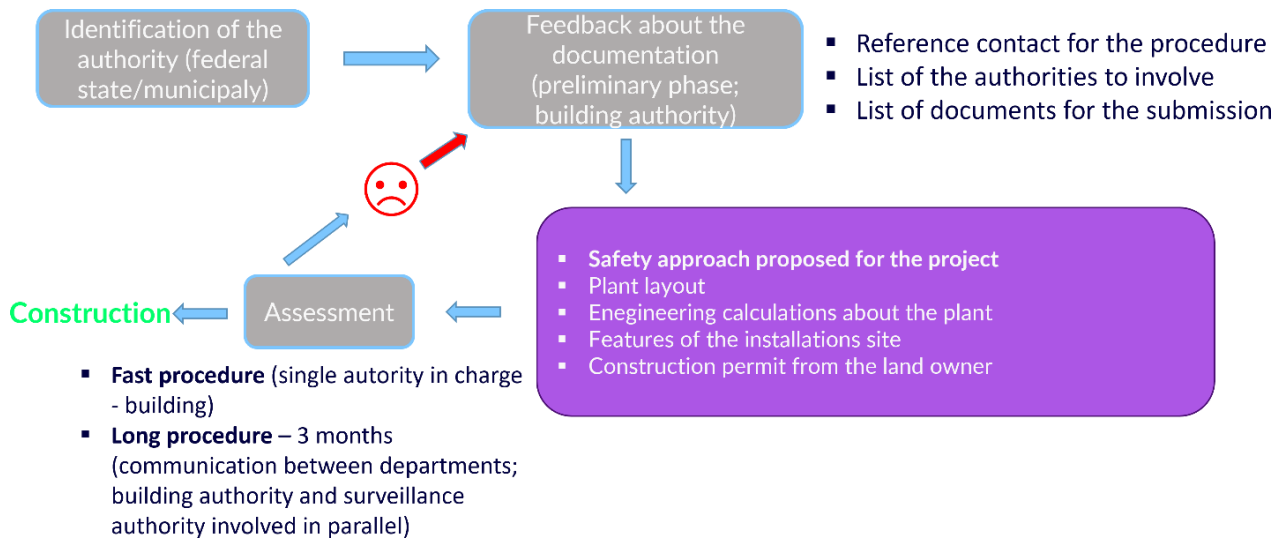 Identification of the
authority (federal
state/municipaly)
Feedback about the
documentation
(preliminary phase;
building authority)
▪ Reference contact for the procedure
▪ List of the authorities to involve
▪ List of documents for the submission
▪ Safety approach proposed for the project
▪ Plant layout
▪ Enegineering calculations about the plant
▪ Features of the installations site
▪ Construction permit from the land owner
Assessment
Construction
▪ Fast procedure (single autority in charge
- building)
▪ Long procedure – 3 months
(communication between departments;
building authority and surveillance
authority involved in parallel)